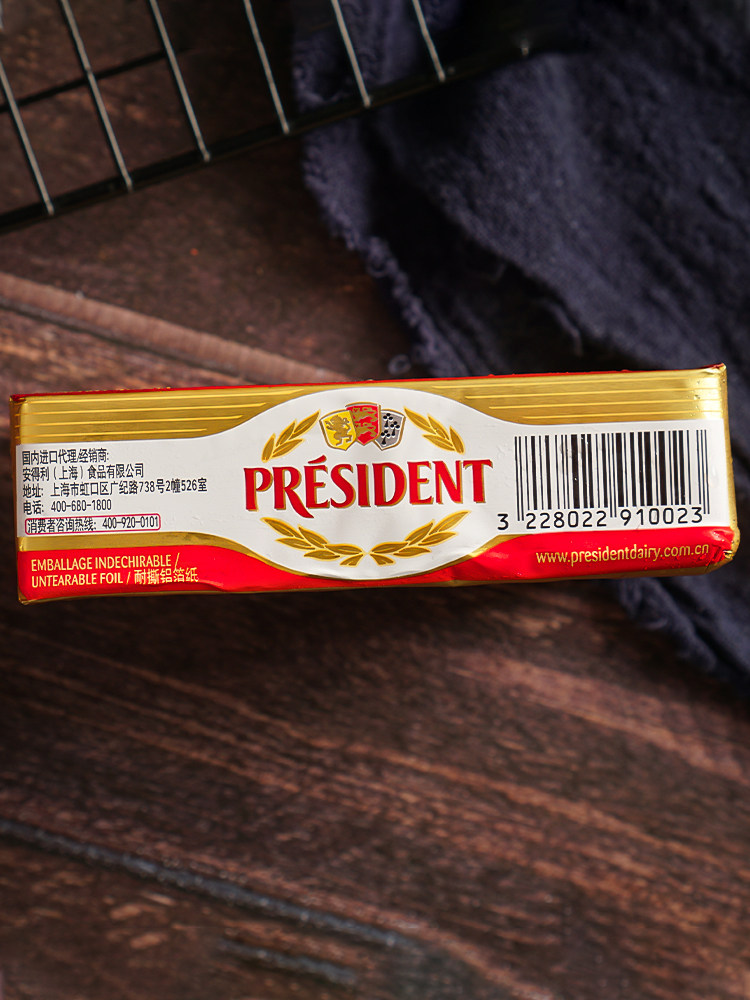 国内进口代理.经销商:
安得利（上海）食品有限公司
地址: 上海市虹口区广纪路738号2幢526室
电话: 400-680-1800
消费者咨询热线: 400-920-0101
EMBALLAGE INDECHIRABLE /
UNTEARABLE FOIL / 耐撕铝箔纸
PRÉSIDENT
3 228022 910023
www.presidentdairy.com.cn